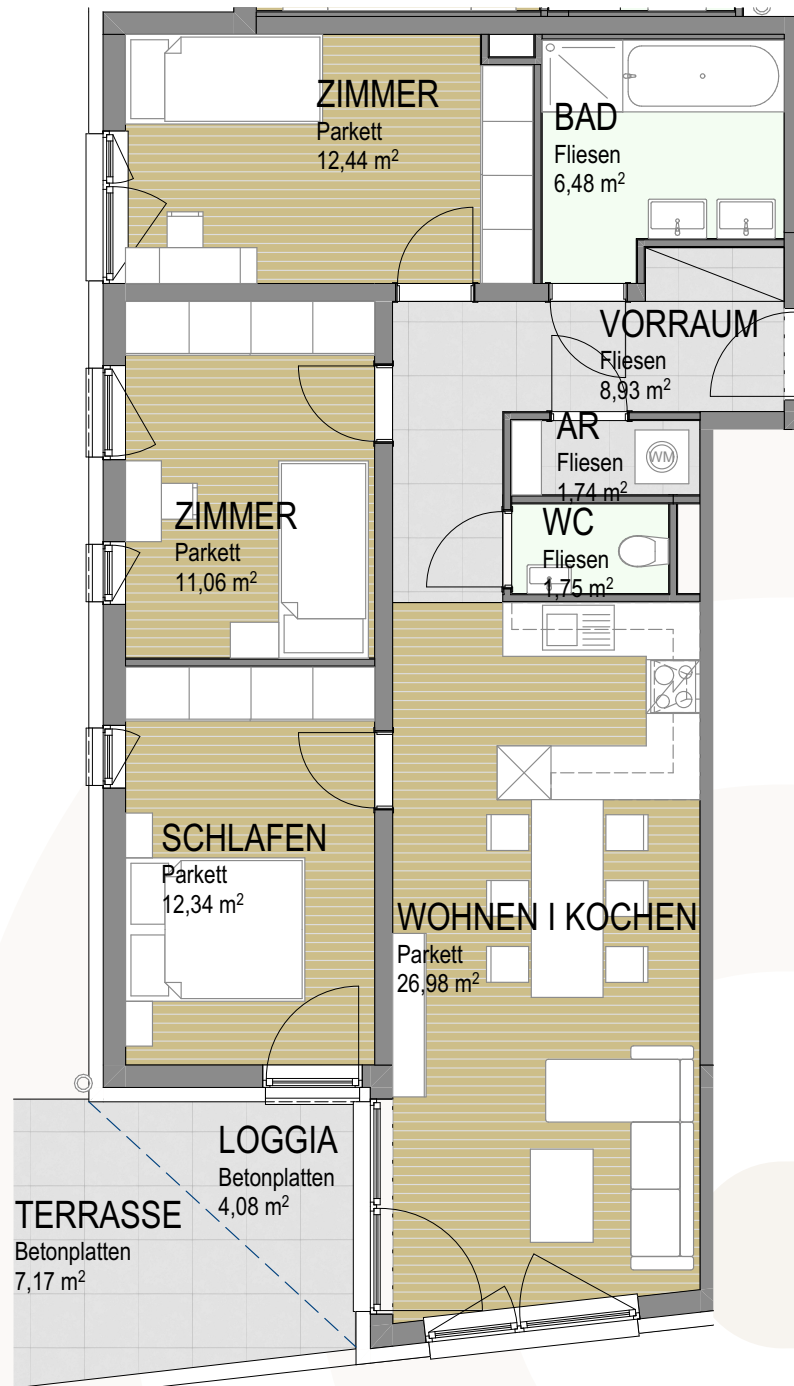 ZIMMER
Parkett
12,44 m²
BAD
Fliesen
6,48 m²
VORRAUM
Fliesen
8,93 m²
AR
Fliesen
1,74 m²
WM
ZIMMER
Parkett
11,06 m²
WC
Fliesen
1,75 m²
SCHLAFEN
Parkett
12,34 m²
WOHNEN I KOCHEN
Parkett
26,98 m²
LOGGIA
Betonplatten
4,08 m²
TERRASSE
Betonplatten
7,17 m²